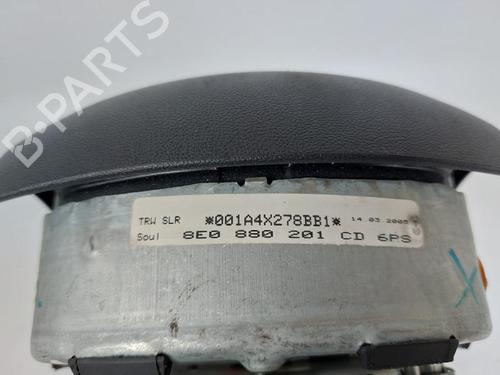 B-PARTS
TRW SLR *001A4X278BB1* 14 03 2005
Soul 8E0 880 201 CD 6PS